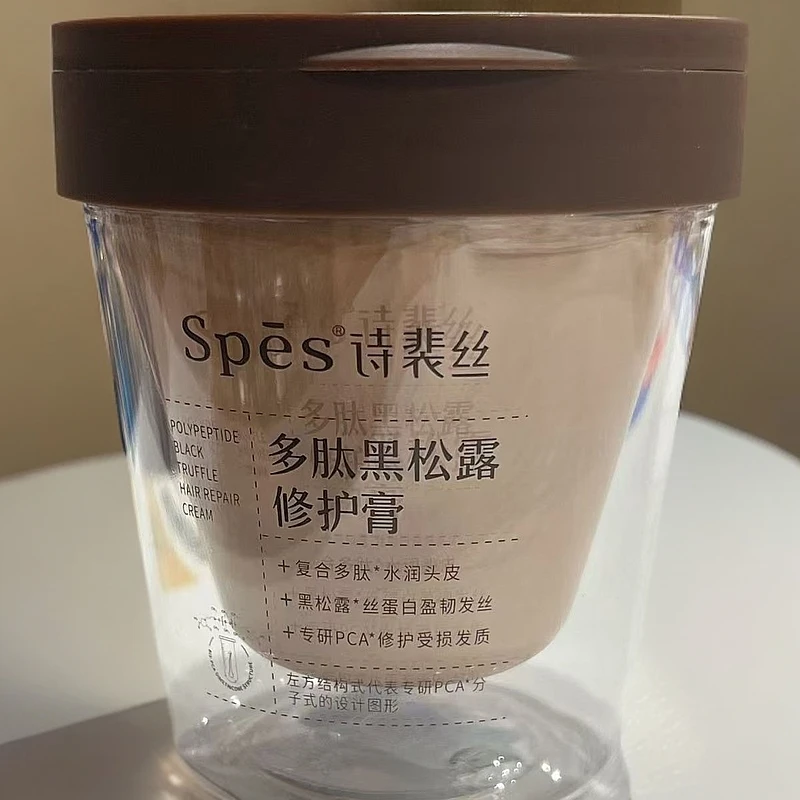 Spēs® 诗裴丝
POLYPEPTIDE
BLACK
TRUFFLE
HAIR REPAIR
CREAM
多肽黑松露
修护膏
+复合多肽*水润头皮
+黑松露*丝蛋白盈韧发丝
+专研PCA*修护受损发质
左方结构式代表专研PCA*分
子式的设计图形